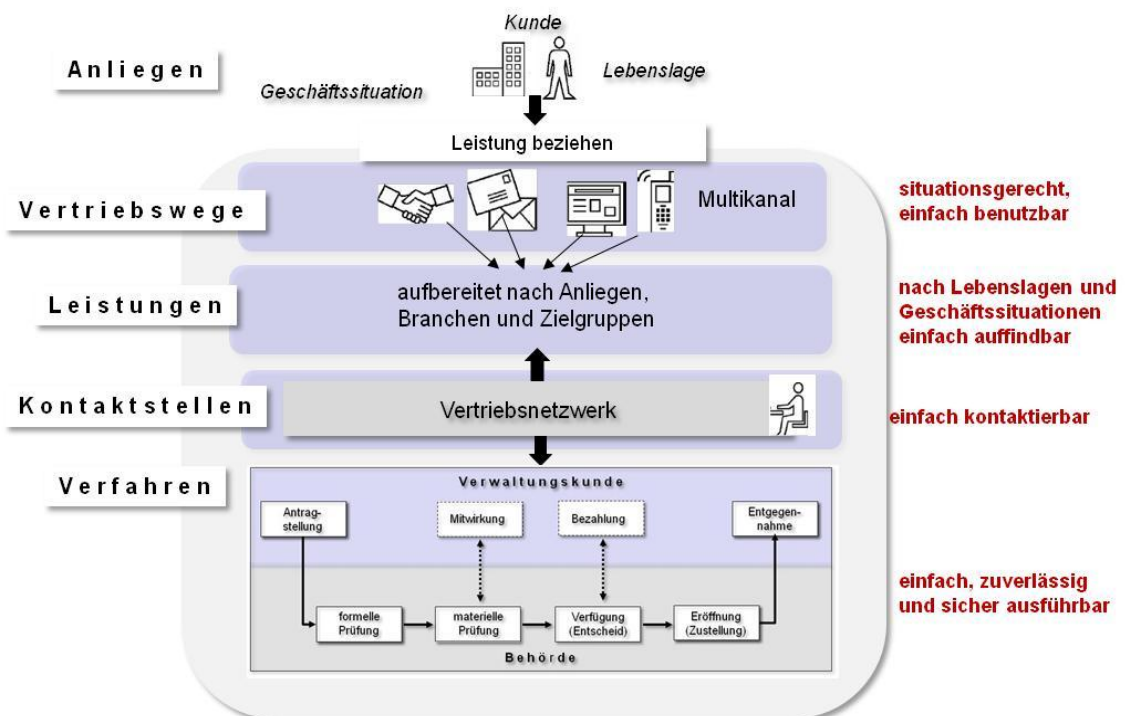 Kunde
Anliegen
Lebenslage
Geschäftssituation
Leistung beziehen
Vertriebswege
Multikanal
situationsgerecht,
einfach benutzbar
Leistungen
aufbereitet nach Anliegen,
Branchen und Zielgruppen
nach Lebenslagen und
Geschäftssituationen
einfach auffindbar
Kontaktstellen
Vertriebsnetzwerk
einfach kontaktierbar
Verfahren
Verwaltungskunde
Antrag-
stellung
Mitwirkung
Bezahlung
Entgegen-
nahme
formelle
Prüfung
materielle
Prüfung
Verfügung
(Entscheid)
Eröffnung
(Zustellung)
Behörde
einfach, zuverlässig
und sicher ausführbar